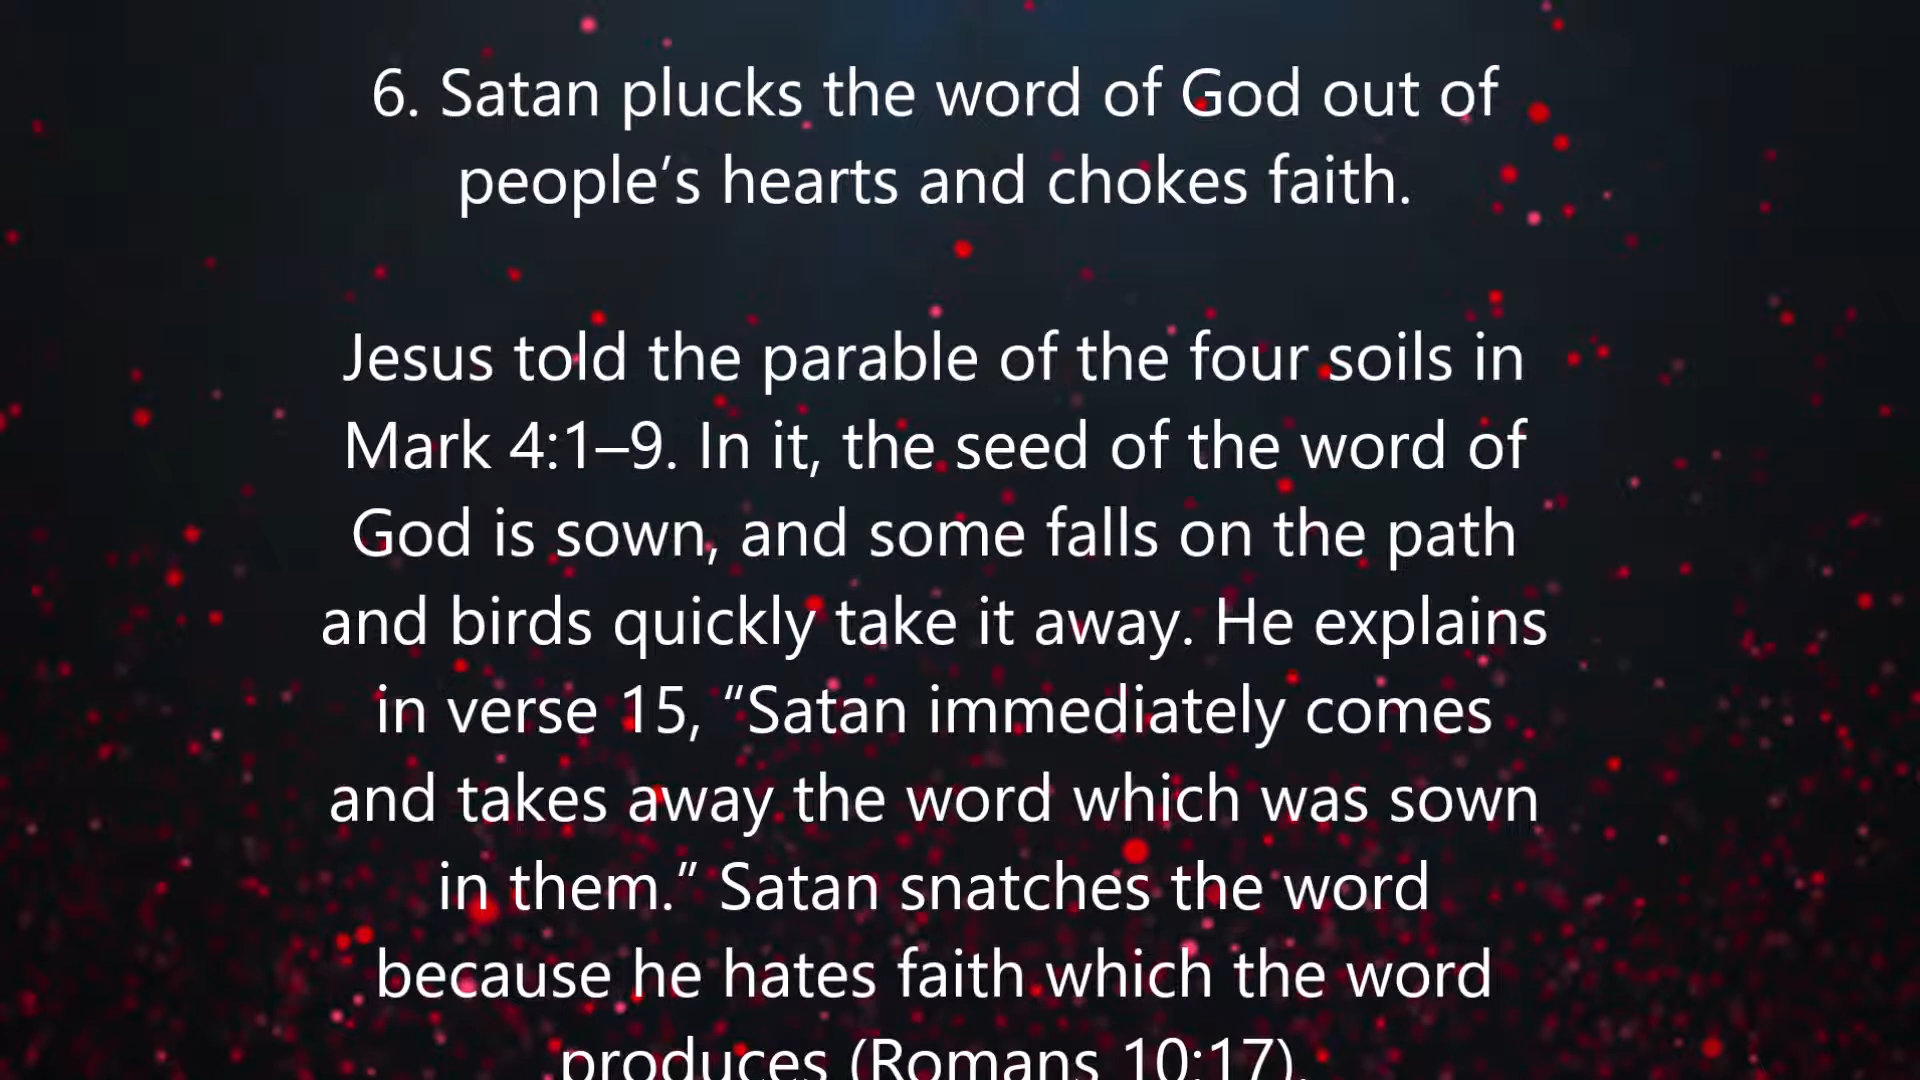 6. Satan plucks the word of God out of
people’s hearts and chokes faith.
Jesus told the parable of the four soils in
Mark 4:1–9. In it, the seed of the word of
God is sown, and some falls on the path
and birds quickly take it away. He explains
in verse 15, “Satan immediately comes
and takes away the word which was sown
in them.” Satan snatches the word
because he hates faith which the word
produces (Romans 10:17).